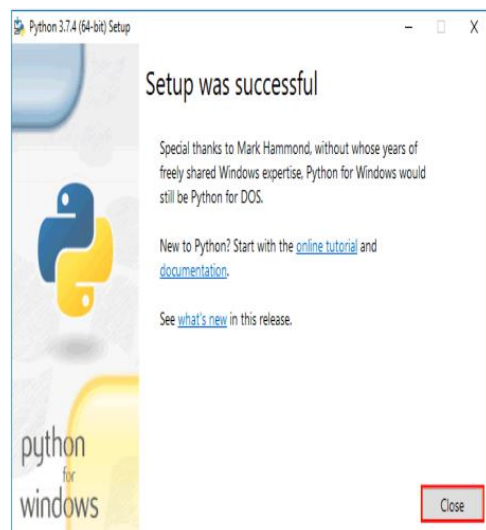 Python 3.7.4 (64-bit) Setup
Setup was successful
Special thanks to Mark Hammond, without whose years of
freely shared Windows expertise, Python for Windows would
still be Python for DOS.
New to Python? Start with the online tutorial and
documentation.
See what's new in this release.
python
for
windows
Close